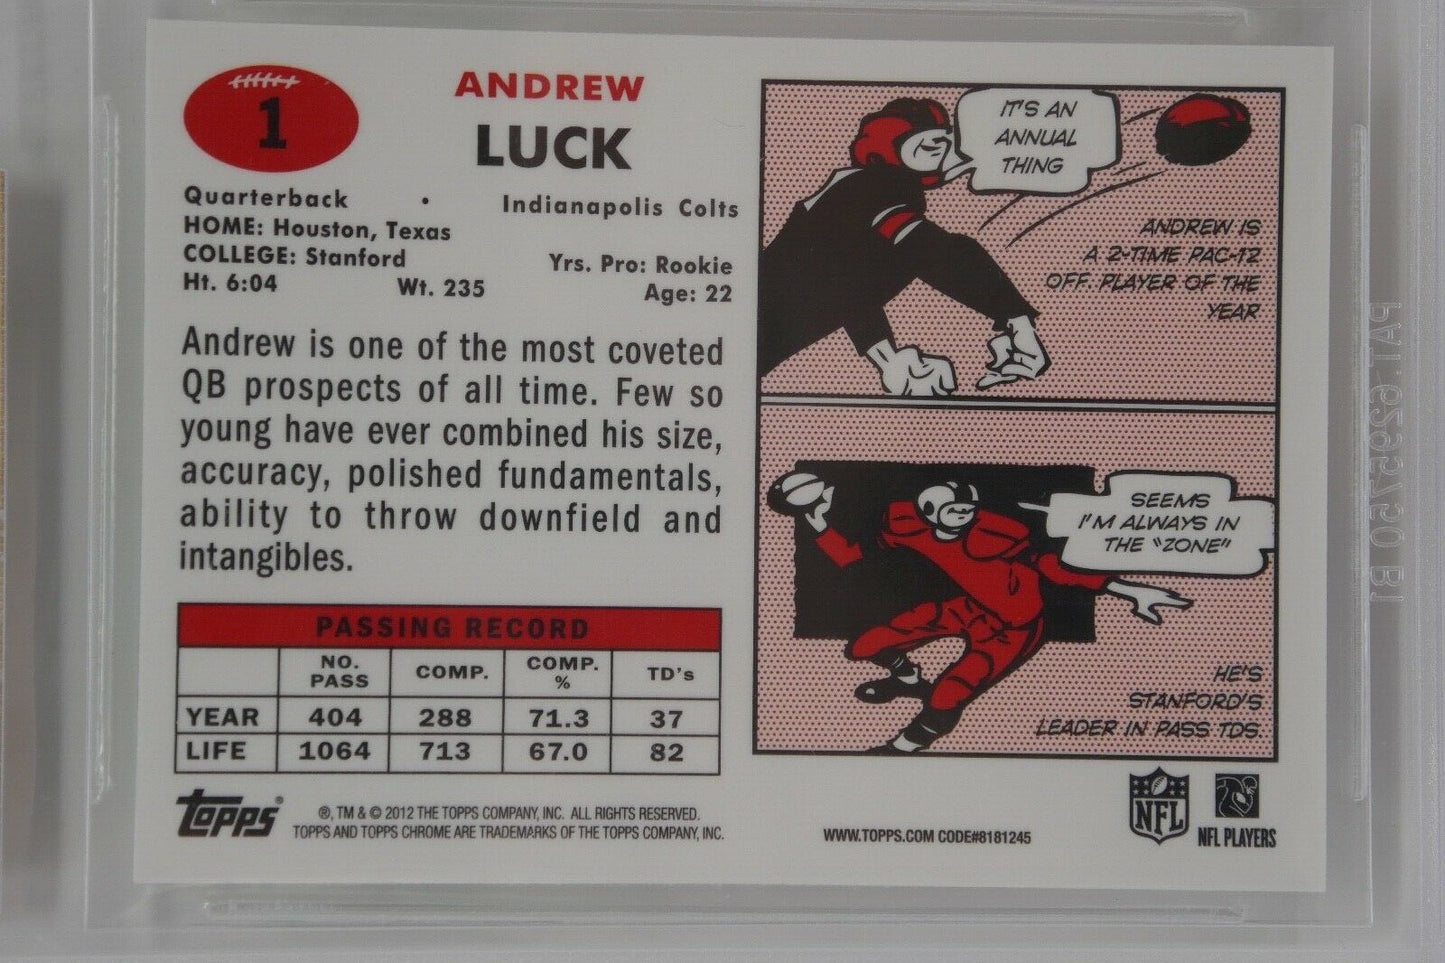 1
ANDREW
LUCK
Quarterback • Indianapolis Colts
HOME: Houston, Texas
COLLEGE: Stanford Yrs. Pro: Rookie
Ht. 6:04 Wt. 235 Age: 22
Andrew is one of the most coveted
QB prospects of all time. Few so
young have ever combined his size,
accuracy, polished fundamentals,
ability to throw downfield and
intangibles.
PASSING RECORD
NO. PASS COMP. COMP. % TD's
YEAR 404 288 71.3 37
LIFE 1064 713 67.0 82
Topps®
®, TM & © 2012 THE TOPPS COMPANY, INC. ALL RIGHTS RESERVED.
TOPPS AND TOPPS CHROME ARE TRADEMARKS OF THE TOPPS COMPANY, INC.
IT'S AN
ANNUAL
THING
ANDREW IS
A 2-TIME PAC-12
OFF. PLAYER OF THE
YEAR
SEEMS
I'M ALWAYS IN
THE "ZONE"
HE'S
STANFORD'S
LEADER IN PASS TDS
WWW.TOPPS.COM CODE#8181245
NFL
NFL PLAYERS
PAT. 6295750 B1